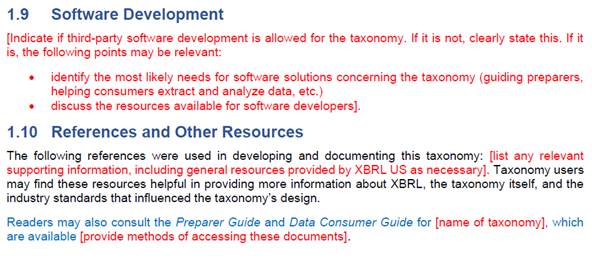 1.9 Software Development
[Indicate if third-party software development is allowed for the taxonomy. If it is not, clearly state this. If it
is, the following points may be relevant:
• identify the most likely needs for software solutions concerning the taxonomy (guiding preparers,
helping consumers extract and analyze data, etc.)
• discuss the resources available for software developers].
1.10 References and Other Resources
The following references were used in developing and documenting this taxonomy: [list any relevant
supporting information, including general resources provided by XBRL US as necessary]. Taxonomy users
may find these resources helpful in providing more information about XBRL, the taxonomy itself, and the
industry standards that influenced the taxonomy's design.
Readers may also consult the Preparer Guide and Data Consumer Guide for [name of taxonomy], which
are available [provide methods of accessing these documents].